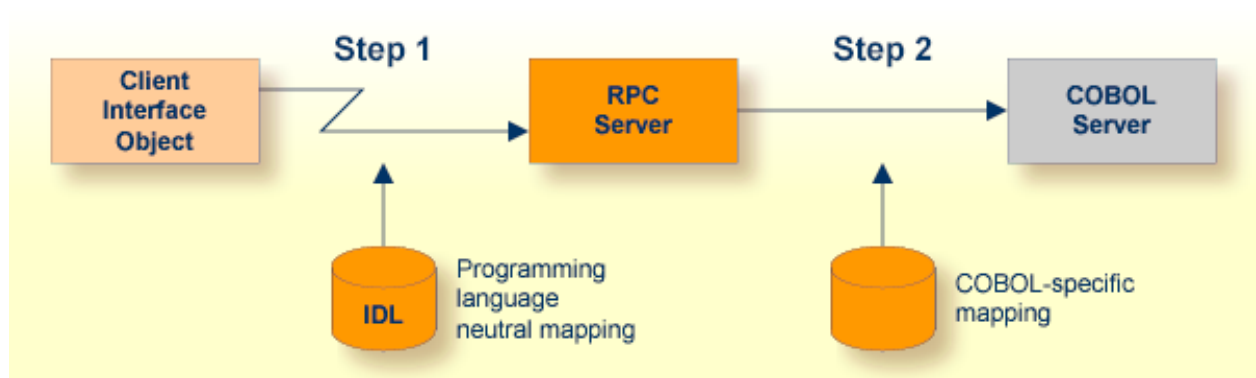 Step 1
Step 2
Client
Interface
Object
RPC
Server
COBOL
Server
IDL
Programming
language
neutral mapping
COBOL-specific
mapping